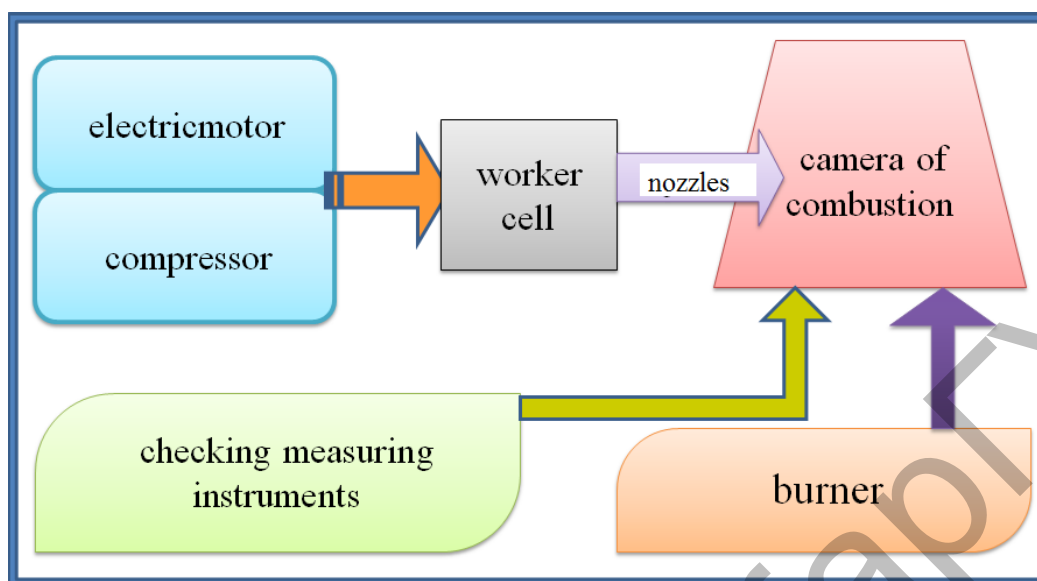 electricmotor
compressor
worker
cell
nozzles
camera of
combustion
checking measuring
instruments
burner